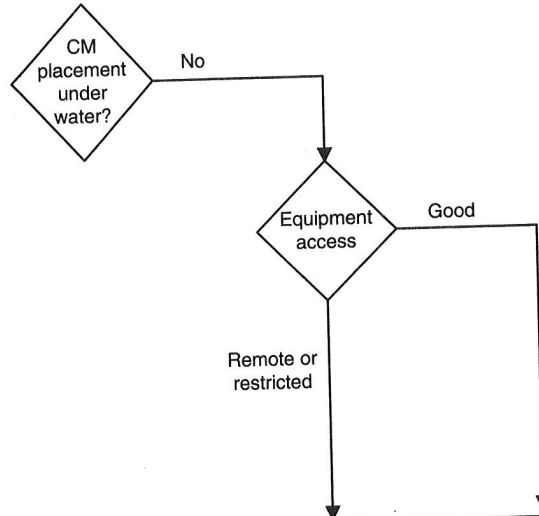 CM
placement
under
water?
No
Equipment
access
Good
Remote or
restricted